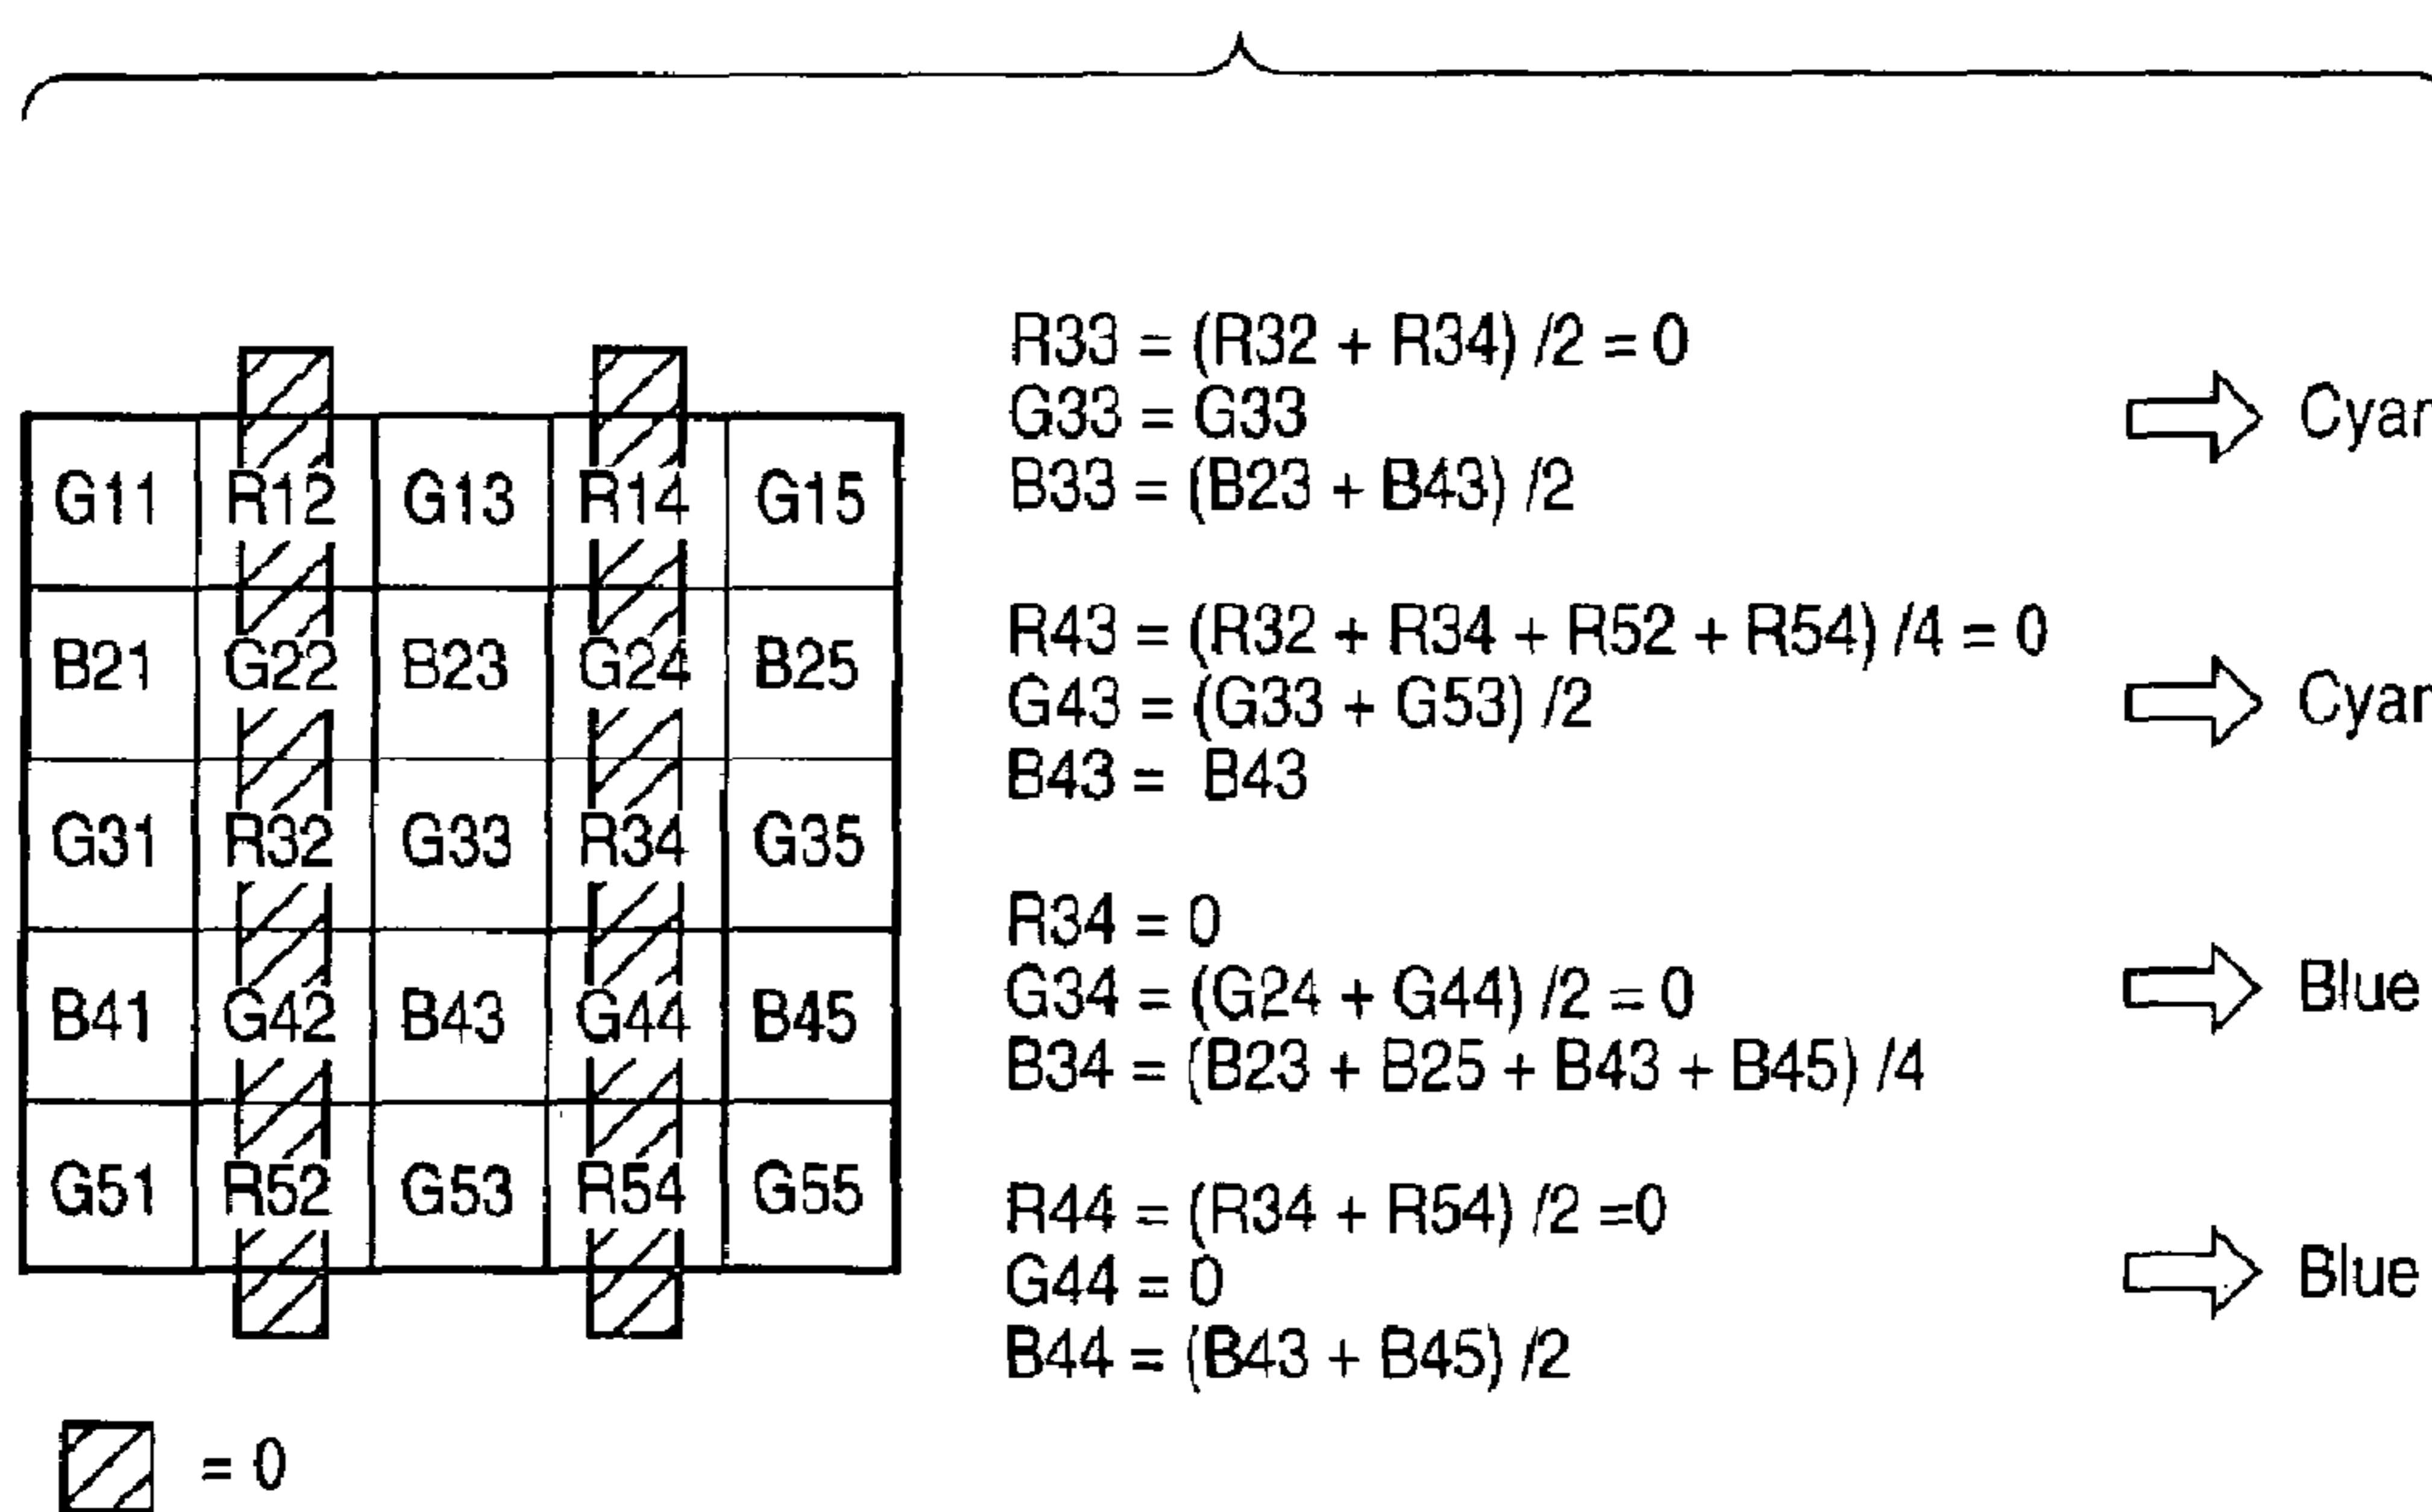 G11 R12 G13 R14 G15
B21 G22 B23 G24 B25
G31 R32 G33 R34 G35
B41 G42 B43 G44 B45
G51 R52 G53 R54 G55
= 0
R33 = (R32 + R34) /2 = 0
G33 = G33
B33 = (B23 + B43) /2
Cyan
R43 = (R32 + R34 + R52 + R54) /4 = 0
G43 = (G33 + G53) /2
B43 = B43
Cyan
R34 = 0
G34 = (G24 + G44) /2 = 0
B34 = (B23 + B25 + B43 + B45) /4
Blue
R44 = (R34 + R54) /2 =0
G44 = 0
B44 = (B43 + B45) /2
Blue